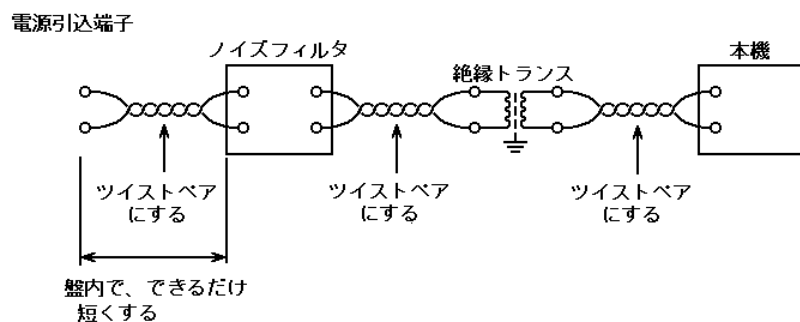 電源引込端子
ノイズフィルタ
絶縁トランス
本機
ツイストペア
にする
ツイストペア
にする
ツイストペア
にする
盤内で、できるだけ
短くする